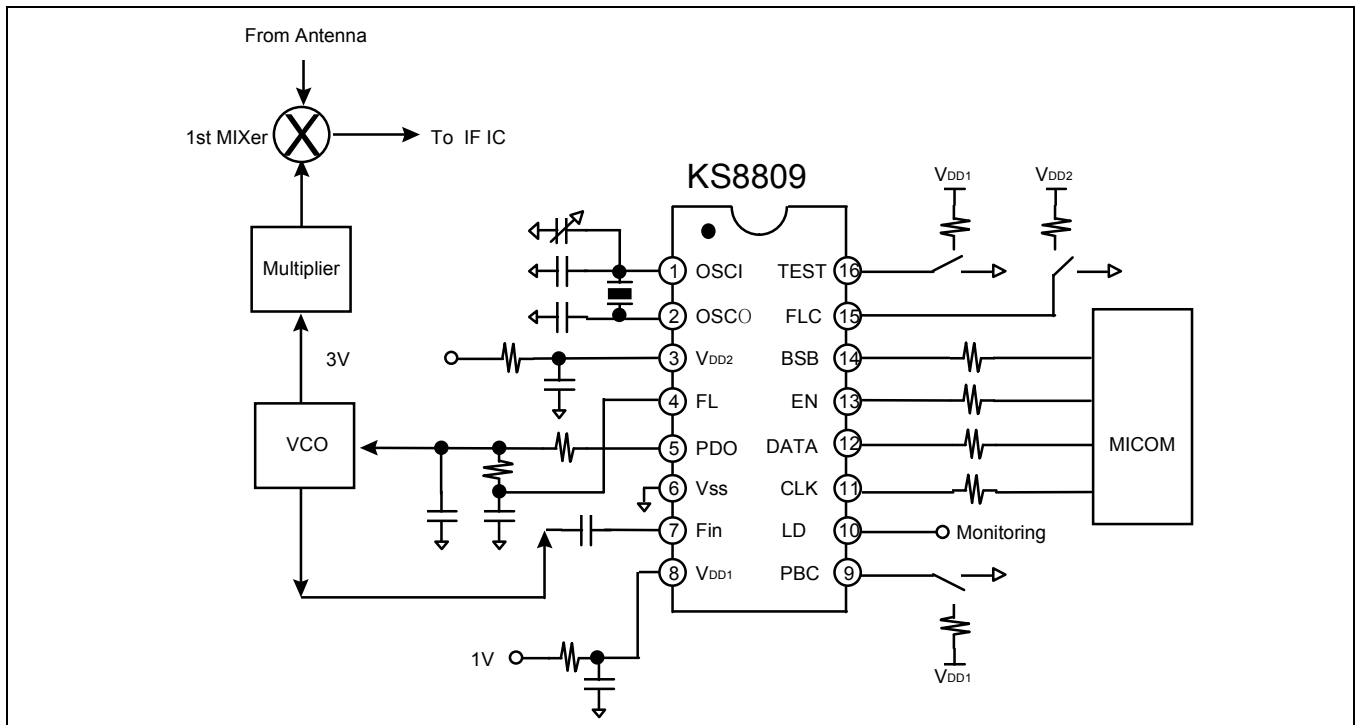 From Antenna
1st MIXer
X
To IF IC
KS8809
VDD1
VDD2
Multiplier
1 OSCI
TEST 16
2 OSCO
FLC 15
3V
3 VDD2
BSB 14
4 FL
EN 13
VCO
5 PDO
DATA 12
MICOM
6 Vss
CLK 11
7 Fin
LD 10
Monitoring
8 VDD1
PBC 9
1V
VDD1